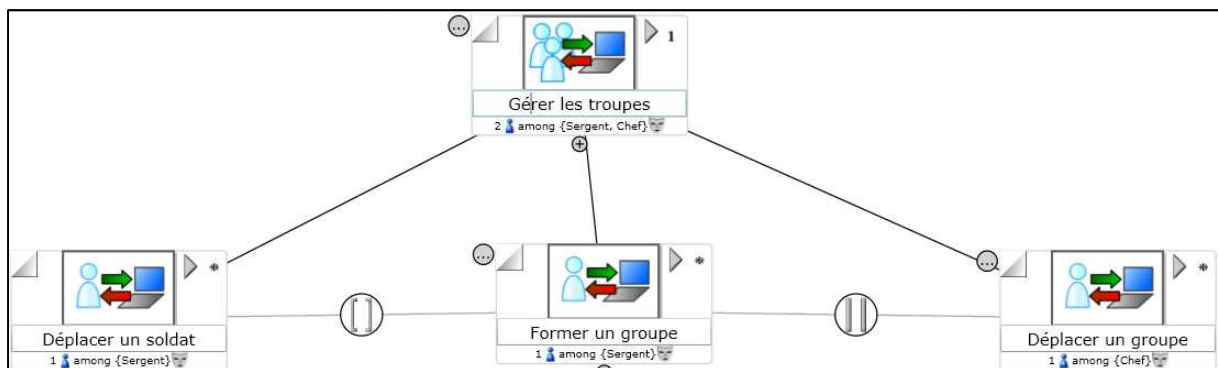 ... 1
Gérer les troupes
2 among {Sergent, Chef}
+
... ...
* * *
[] ||
Déplacer un soldat Former un groupe Déplacer un groupe
1 among {Sergent} 1 among {Sergent} 1 among {Chef}